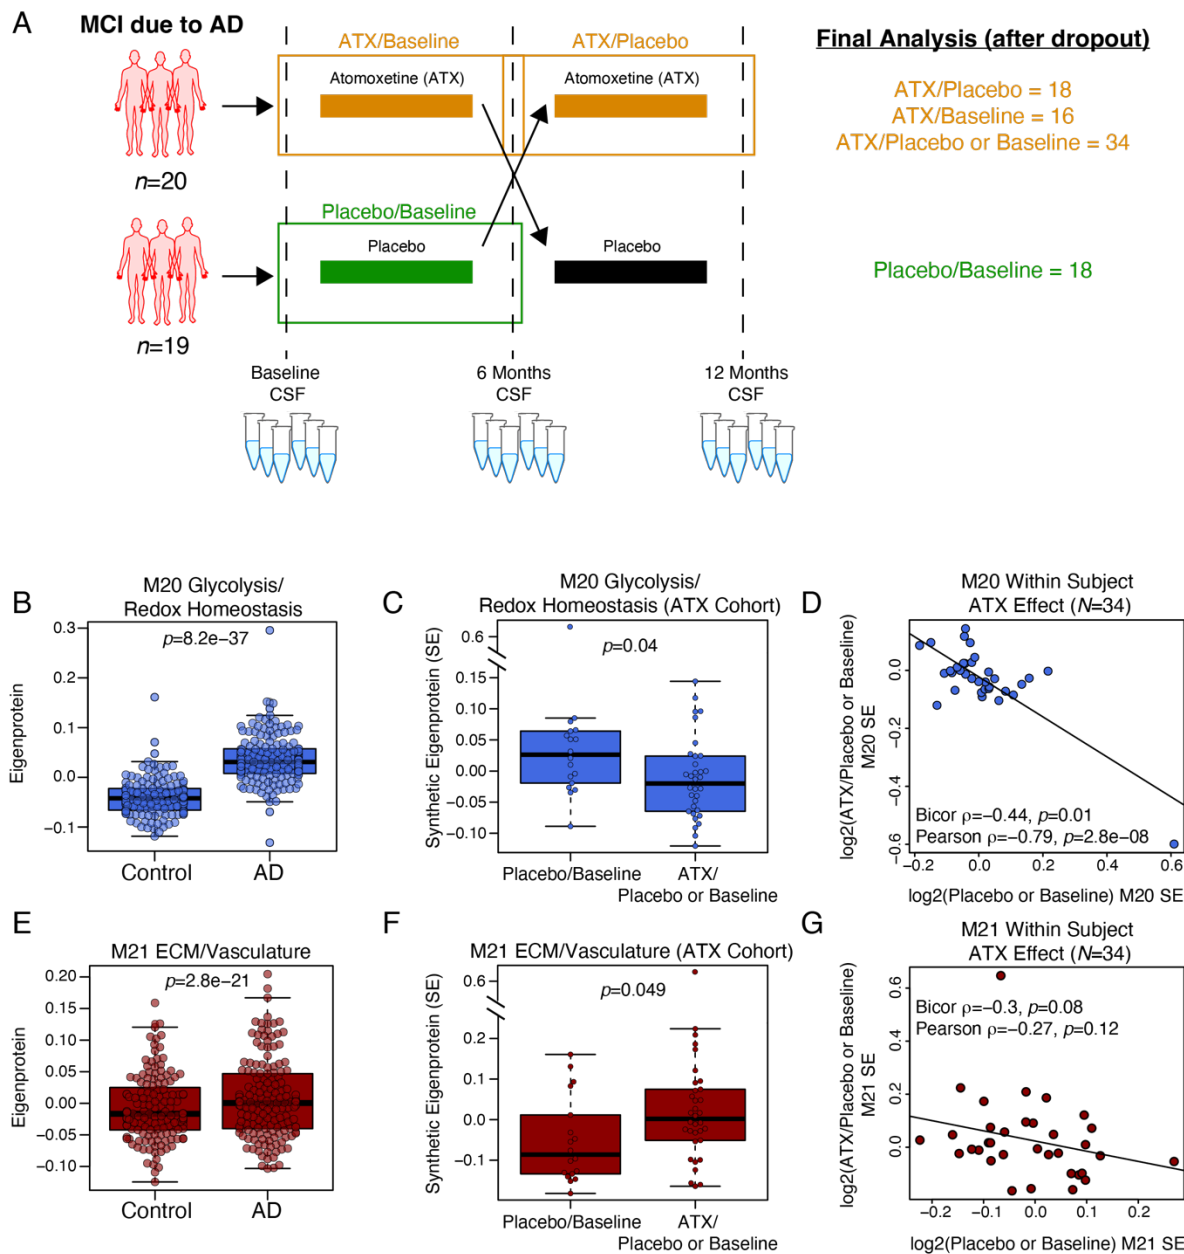 A
MCI due to AD
n=20
n=19
ATX/Baseline
ATX/Placebo
Atomoxetine (ATX)
Atomoxetine (ATX)
Placebo/Baseline
Placebo
Placebo
Baseline
CSF
6 Months
CSF
12 Months
CSF
Final Analysis (after dropout)
ATX/Placebo = 18
ATX/Baseline = 16
ATX/Placebo or Baseline = 34
Placebo/Baseline = 18
B
M20 Glycolysis/
Redox Homeostasis
p=8.2e−37
Eigenprotein
0.3
0.2
0.1
0.0
−0.1
Control
AD
C
M20 Glycolysis/
Redox Homeostasis (ATX Cohort)
p=0.04
Synthetic Eigenprotein (SE)
0.6
0.15
0.10
0.05
0.00
−0.05
−0.10
Placebo/Baseline
ATX/
Placebo or Baseline
D
M20 Within Subject
ATX Effect (N=34)
log2(ATX/Placebo or Baseline)
M20 SE
0.0
−0.2
−0.4
−0.6
Bicor ρ=−0.44, p=0.01
Pearson ρ=−0.79, p=2.8e−08
−0.2
0.0
0.2
0.4
0.6
log2(Placebo or Baseline) M20 SE
E
M21 ECM/Vasculature
p=2.8e−21
Eigenprotein
0.20
0.15
0.10
0.05
0.00
−0.05
−0.10
Control
AD
F
M21 ECM/Vasculature (ATX Cohort)
p=0.049
Synthetic Eigenprotein (SE)
0.6
0.2
0.1
0.0
−0.1
Placebo/Baseline
ATX/
Placebo or Baseline
G
M21 Within Subject
ATX Effect (N=34)
log2(ATX/Placebo or Baseline)
M21 SE
0.6
0.4
0.2
0.0
Bicor ρ=−0.3, p=0.08
Pearson ρ=−0.27, p=0.12
−0.2
−0.1
0.0
0.1
0.2
log2(Placebo or Baseline) M21 SE